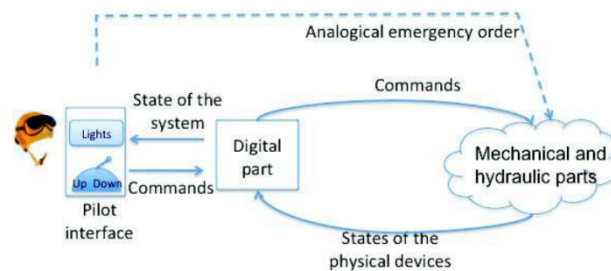 Analogical emergency order
Commands
State of the
system
Lights
Digital
part
Mechanical and
hydraulic parts
Up Down
Commands
Pilot
interface
States of the
physical devices